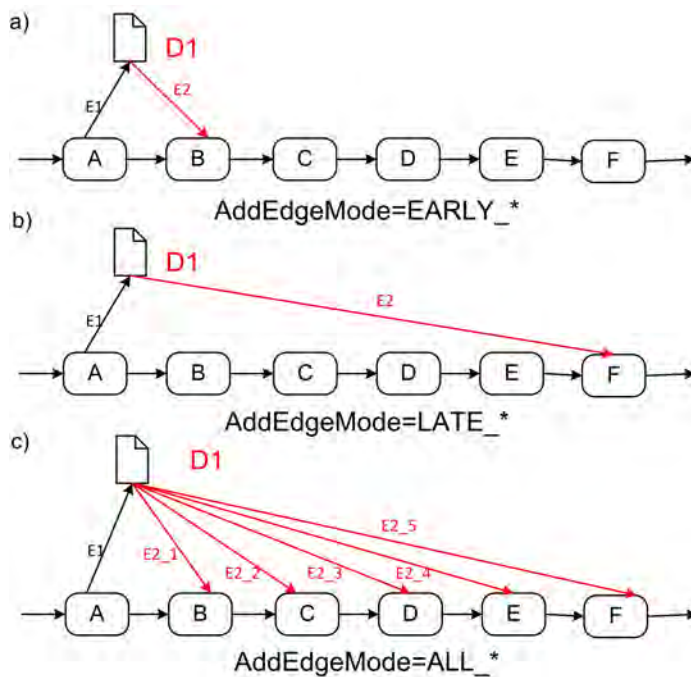 a)
D1
E1
E2
A B C D E F
AddEdgeMode=EARLY_*
b)
D1
E2
E1
A B C D E F
AddEdgeMode=LATE_*
c)
D1
E2_5
E1
E2_1 E2_2 E2_3 E2_4
A B C D E F
AddEdgeMode=ALL_*